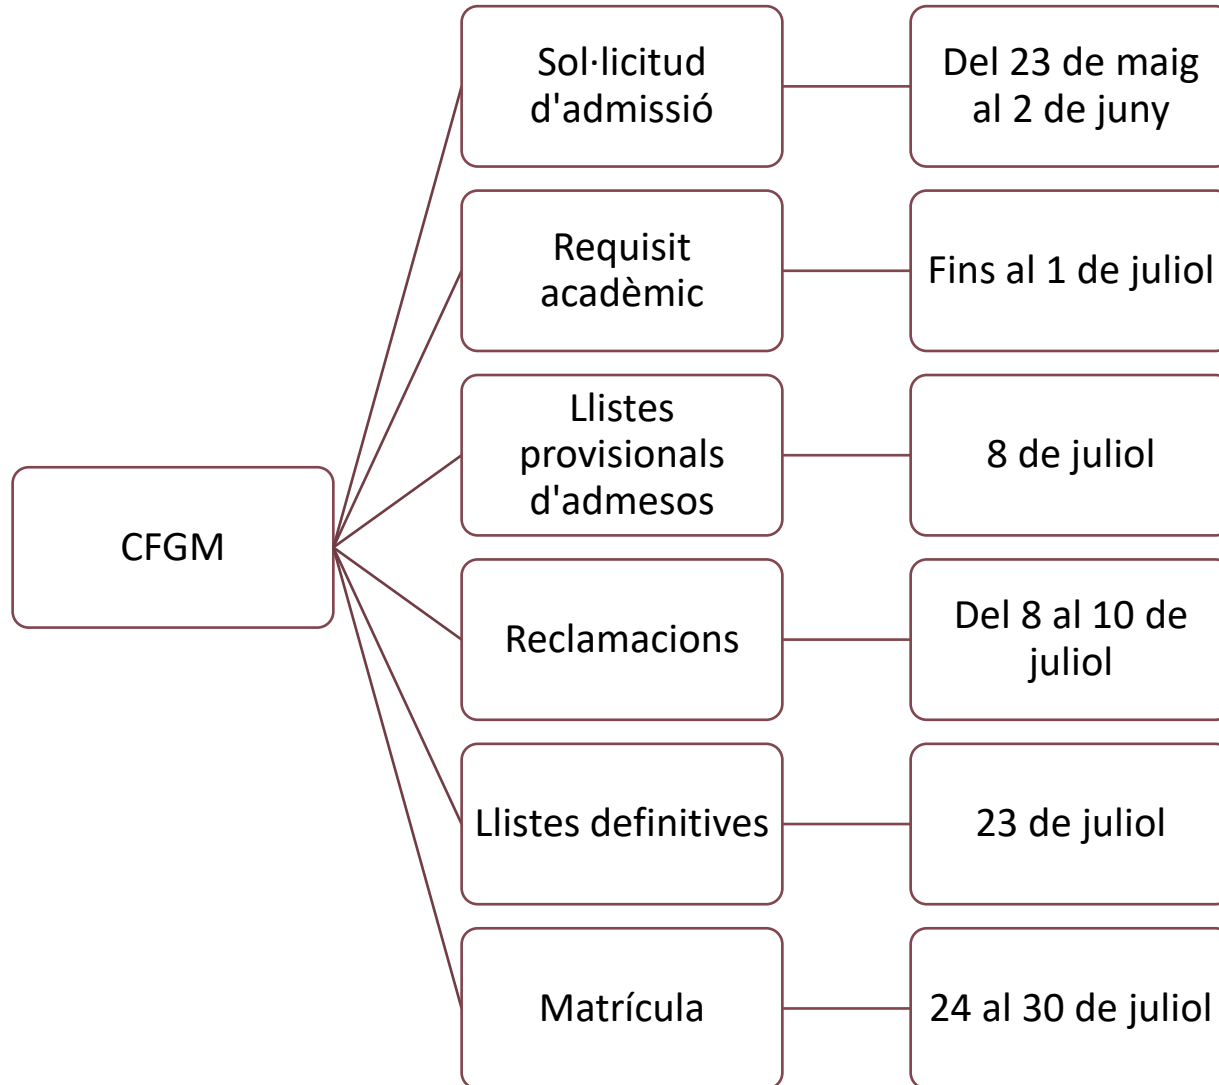 CFGM
Sol·licitud
d'admissió
Del 23 de maig
al 2 de juny
Requisit
acadèmic
Fins al 1 de juliol
Llistes
provisionals
d'admesos
8 de juliol
Reclamacions
Del 8 al 10 de
juliol
Llistes definitives
23 de juliol
Matrícula
24 al 30 de juliol